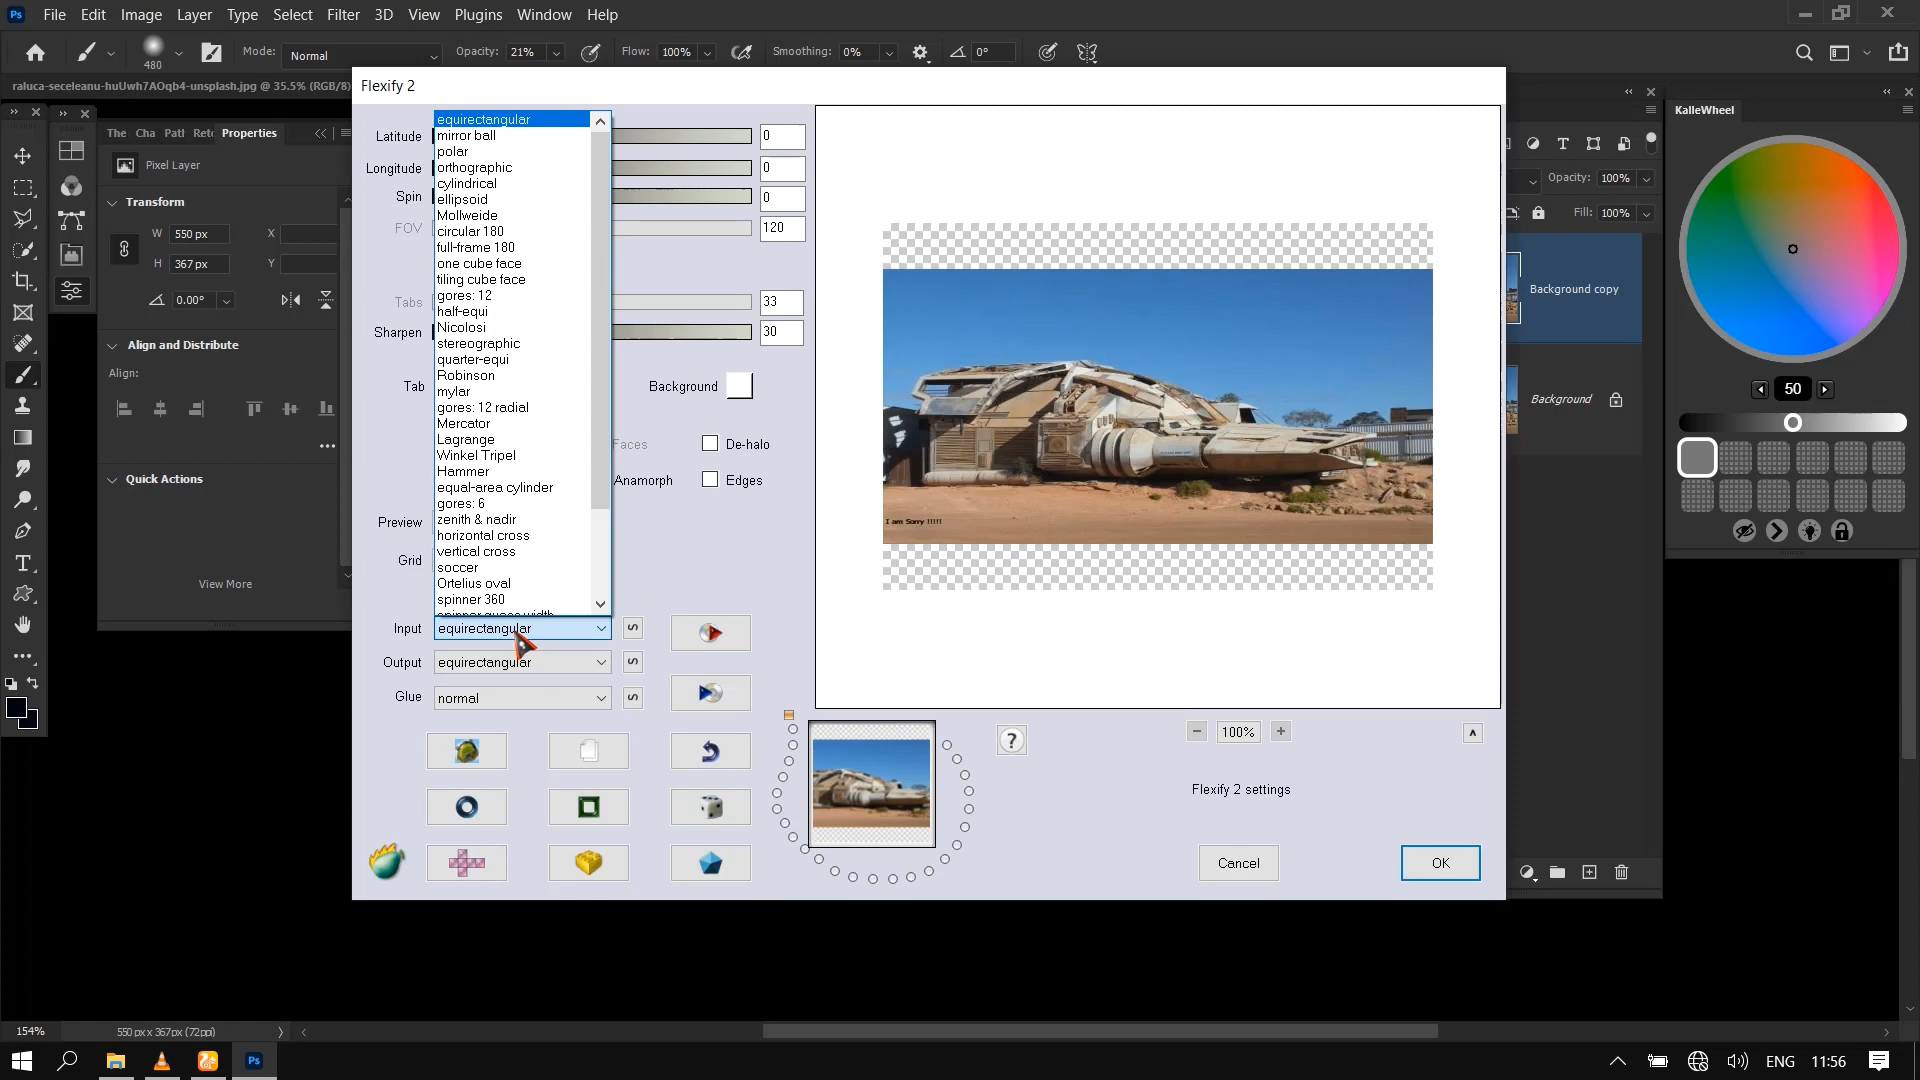 File Edit Image Layer Type Select Filter 3D View Plugins Window Help
480
Mode: Normal
Opacity: 21%
Flow: 100%
Smoothing: 0%
0°
raluca-seceleanu-huUwh7AOqb4-unsplash.jpg @ 35.5% (RGB/8)
The Cha Patl Ret Properties
Pixel Layer
Transform
W 550 px X
H 367 px Y
0.00°
Align and Distribute
Align:
Quick Actions
View More
Flexify 2
Latitude 0
Longitude 0
Spin 0
FOV 120
Tabs 33
Sharpen 30
Tab Background
Faces De-halo
Anamorph Edges
Preview
Grid
equirectangular
mirror ball
polar
orthographic
cylindrical
ellipsoid
Mollweide
circular 180
full-frame 180
one cube face
tiling cube face
gores: 12
half-equi
Nicolosi
stereographic
quarter-equi
Robinson
mylar
gores: 12 radial
Mercator
Lagrange
Winkel Tripel
Hammer
equal-area cylinder
gores: 6
zenith & nadir
horizontal cross
vertical cross
soccer
Ortelius oval
spinner 360
Input equirectangular S
Output equirectangular S
Glue normal S
I am Sorry !!!!!
?
100%
Flexify 2 settings
Cancel
OK
Opacity: 100%
Fill: 100%
Background copy
Background
KalleWheel
50
154%
550 px x 367 px (72 ppi)
ENG 11:56